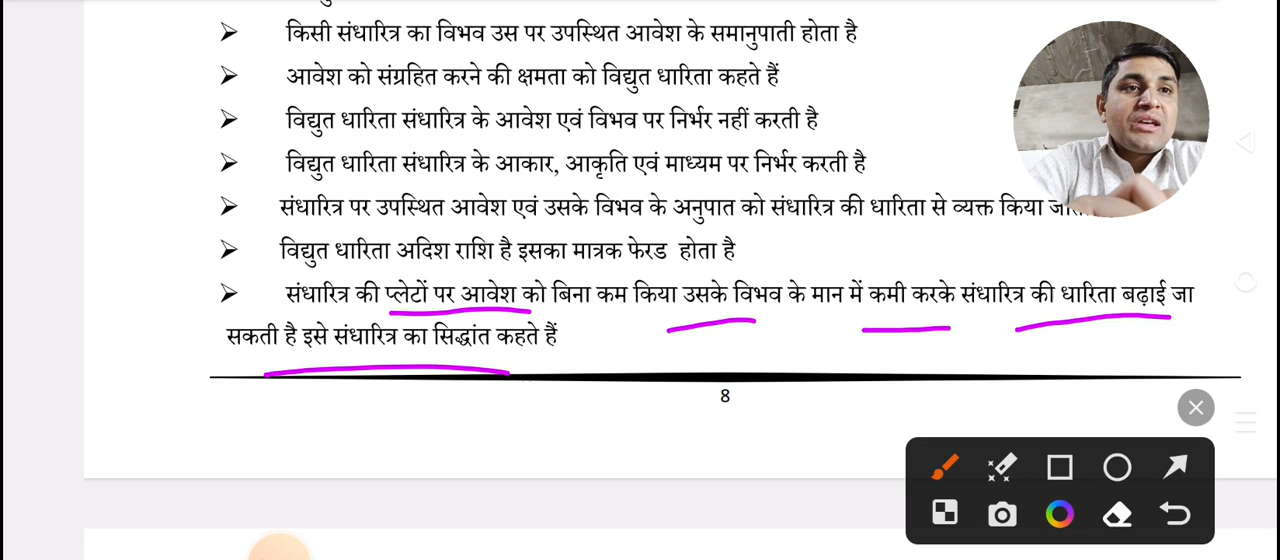 ➢ किसी संधारित्र का विभव उस पर उपस्थित आवेश के समानुपाती होता है
➢ आवेश को संग्रहित करने की क्षमता को विद्युत धारिता कहते हैं
➢ विद्युत धारिता संधारित्र के आवेश एवं विभव पर निर्भर नहीं करती है
➢ विद्युत धारिता संधारित्र के आकार, आकृति एवं माध्यम पर निर्भर करती है
➢ संधारित्र पर उपस्थित आवेश एवं उसके विभव के अनुपात को संधारित्र की धारिता से व्यक्त किया
➢ विद्युत धारिता अदिश राशि है इसका मात्रक फेरड होता है
➢ संधारित्र की प्लेटों पर आवेश को बिना कम किया उसके विभव के मान में कमी करके संधारित्र की धारिता बढ़ाई जा
सकती है इसे संधारित्र का सिद्धांत कहते हैं
8